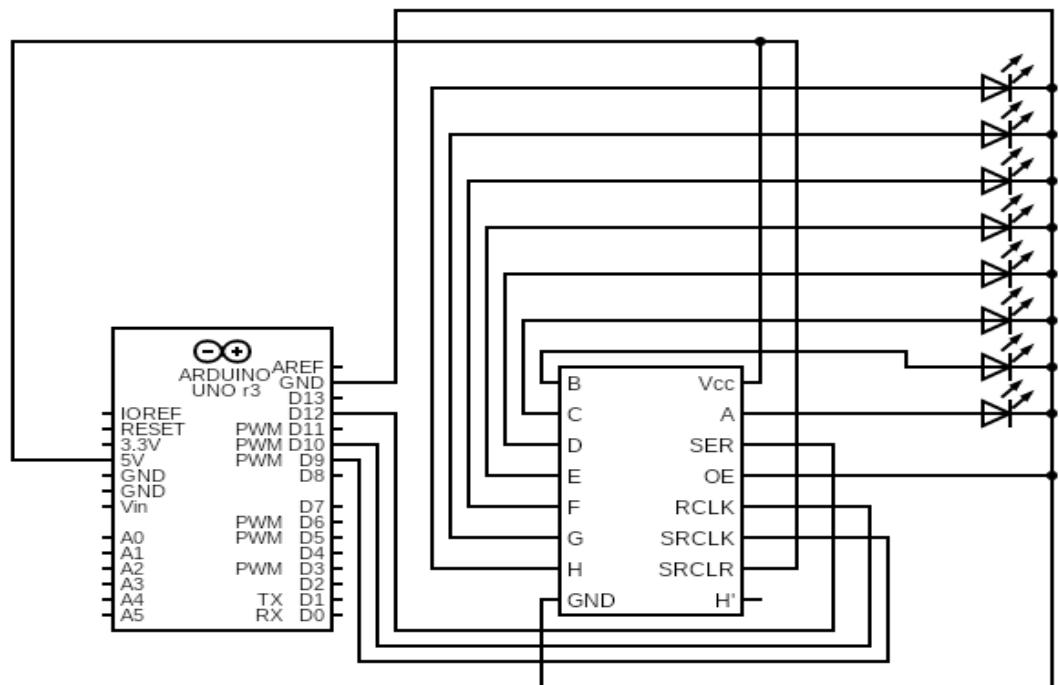 ARDUINO
UNO r3
AREF
GND
D13
IOREF D12
RESET PWM D11
3.3V PWM D10
5V PWM D9
GND D8
GND
Vin D7
PWM D6
A0 PWM D5
A1 D4
A2 PWM D3
A3 D2
A4 TX D1
A5 RX D0
B Vcc
C A
D SER
E OE
F RCLK
G SRCLK
H SRCLR
GND H'